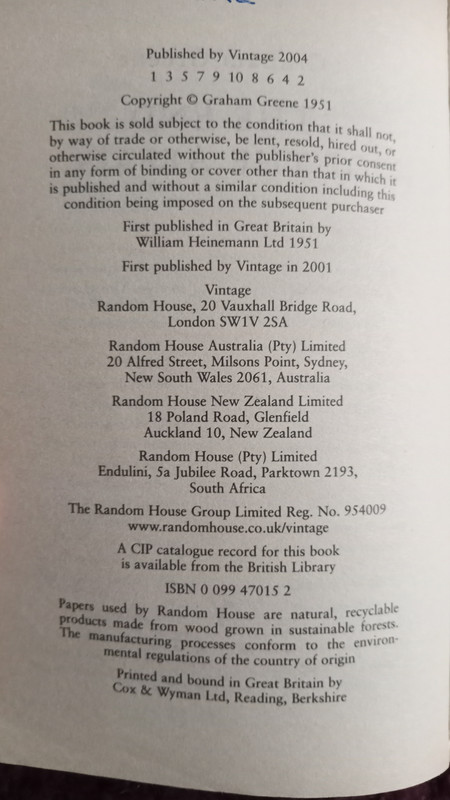 Published by Vintage 2004
1 3 5 7 9 10 8 6 4 2
Copyright © Graham Greene 1951
This book is sold subject to the condition that it shall not,
by way of trade or otherwise, be lent, resold, hired out, or
otherwise circulated without the publisher's prior consent
in any form of binding or cover other than that in which it
is published and without a similar condition including this
condition being imposed on the subsequent purchaser
First published in Great Britain by
William Heinemann Ltd 1951
First published by Vintage in 2001
Vintage
Random House, 20 Vauxhall Bridge Road,
London SW1V 2SA
Random House Australia (Pty) Limited
20 Alfred Street, Milsons Point, Sydney,
New South Wales 2061, Australia
Random House New Zealand Limited
18 Poland Road, Glenfield
Auckland 10, New Zealand
Random House (Pty) Limited
Endulini, 5a Jubilee Road, Parktown 2193,
South Africa
The Random House Group Limited Reg. No. 954009
www.randomhouse.co.uk/vintage
A CIP catalogue record for this book
is available from the British Library
ISBN 0 099 47015 2
Papers used by Random House are natural, recyclable
products made from wood grown in sustainable forests.
The manufacturing processes conform to the environ-
mental regulations of the country of origin
Printed and bound in Great Britain by
Cox & Wyman Ltd, Reading, Berkshire